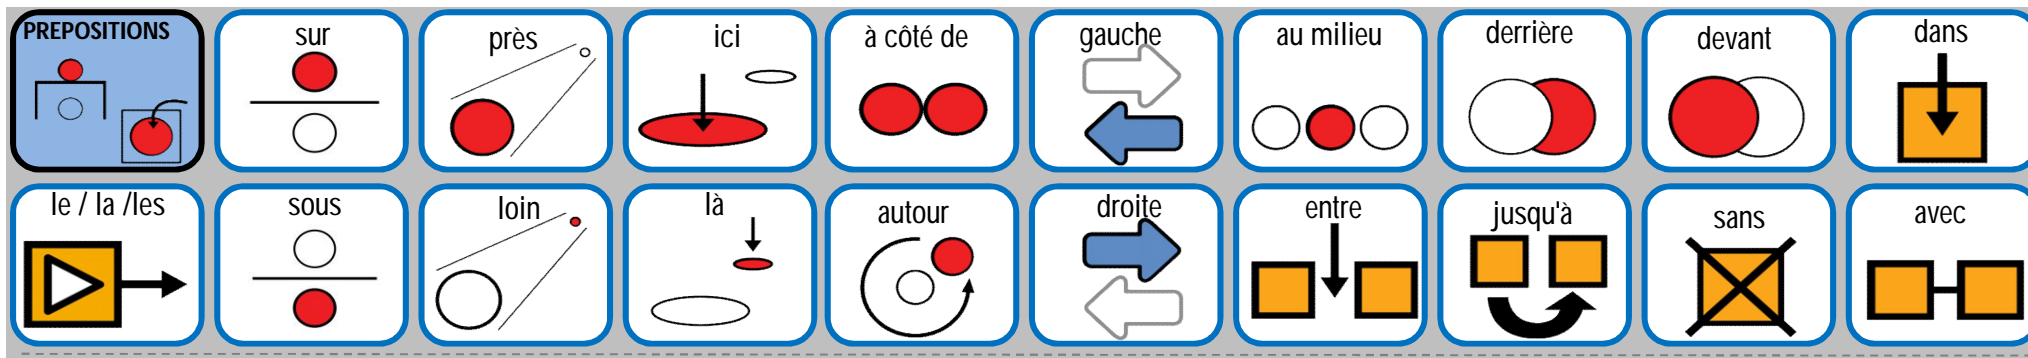 PREPOSITIONS
sur
près
ici
à côté de
gauche
au milieu
derrière
devant
dans
le / la /les
sous
loin
là
autour
droite
entre
jusqu'à
sans
avec